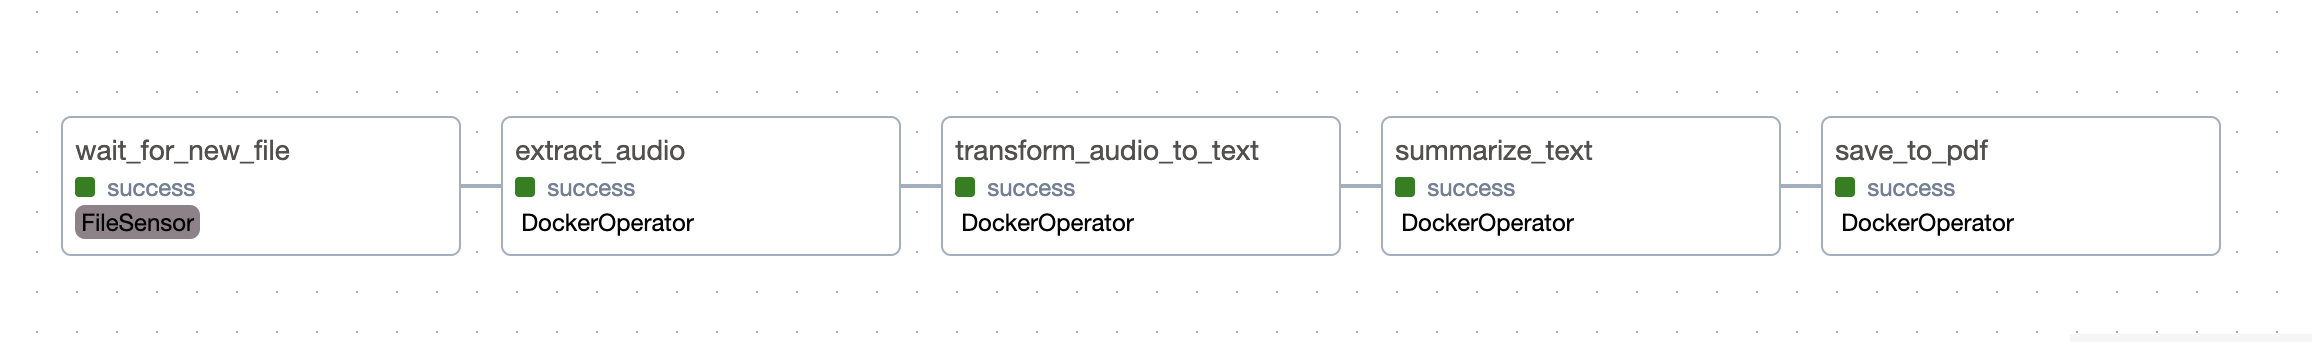 wait_for_new_file
success
FileSensor
extract_audio
success
DockerOperator
transform_audio_to_text
success
DockerOperator
summarize_text
success
DockerOperator
save_to_pdf
success
DockerOperator